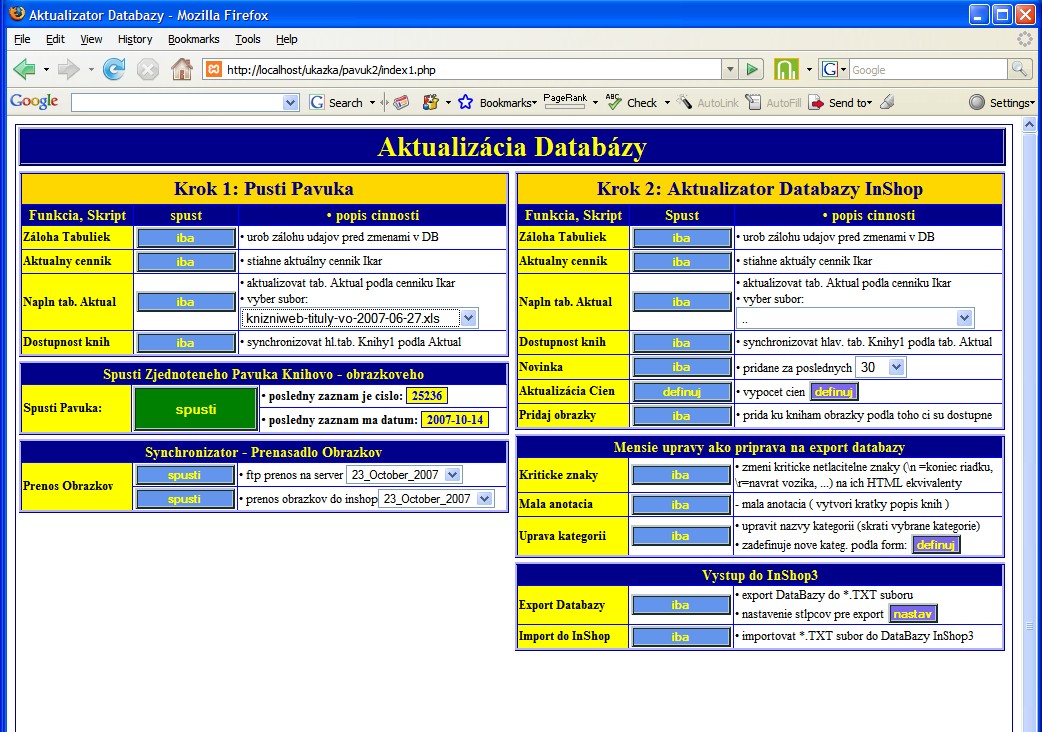 Aktualizator Databazy - Mozilla Firefox
File Edit View History Bookmarks Tools Help
http://localhost/ukazka/pavuk2/index1.php
G Google
Google G Search Bookmarks PageRank ABC Check AutoLink AutoFill Send to Settings
Aktualizácia Databázy
Krok 1: Pusti Pavuka
Funkcia, Skript spust • popis cinnosti
Záloha Tabuliek iba • urob zálohu udajov pred zmenami v DB
Aktualny cennik iba • stiahne aktuálny cennik Ikar
Napln tab. Aktual iba • aktualizovat tab. Aktual podla cenniku Ikar
• vyber subor:
knizniweb-tituly-vo-2007-06-27.xls
Dostupnost knih iba • synchronizovat hl.tab. Knihy1 podla Aktual
Spusti Zjednoteneho Pavuka Knihovo - obrazkoveho
Spusti Pavuka: spusti • posledny zaznam je cislo: 25236
• posledny zaznam ma datum: 2007-10-14
Synchronizator - Prenasadlo Obrazkov
Prenos Obrazkov spusti • ftp prenos na server 23_October_2007
spusti • prenos obrazkov do inshop 23_October_2007
Krok 2: Aktualizator Databazy InShop
Funkcia, Skript Spust • popis cinnosti
Záloha Tabuliek iba • urob zálohu udajov pred zmenami v DB
Aktualny cennik iba • stiahne aktuály cennik Ikar
Napln tab. Aktual iba • aktualizovat tab. Aktual podla cenniku Ikar
• vyber subor:
..
Dostupnost knih iba • synchronizovat hlav. tab. Knihy1 podla tab. Aktual
Novinka iba • pridane za poslednych 30
Aktualizácia Cien definuj • vypocet cien definuj
Pridaj obrazky iba • prida ku kniham obrazky podla toho ci su dostupne
Mensie upravy ako priprava na export databazy
Kriticke znaky iba • zmeni kriticke netlacitelne znaky (\n =koniec riadku,
\r=navrat vozika, ...) na ich HTML ekvivalenty
Mala anotacia iba - mala anotacia ( vytvori kratky popis knih )
Uprava kategorii iba • upravit nazvy kategorii (skrati vybrane kategorie)
• zadefinuje nove kateg. podla form: definuj
Vystup do InShop3
Export Databazy iba • export DataBazy do *.TXT suboru
• nastavenie stlpcov pre export nastav
Import do InShop iba • importovat *.TXT subor do DataBazy InShop3